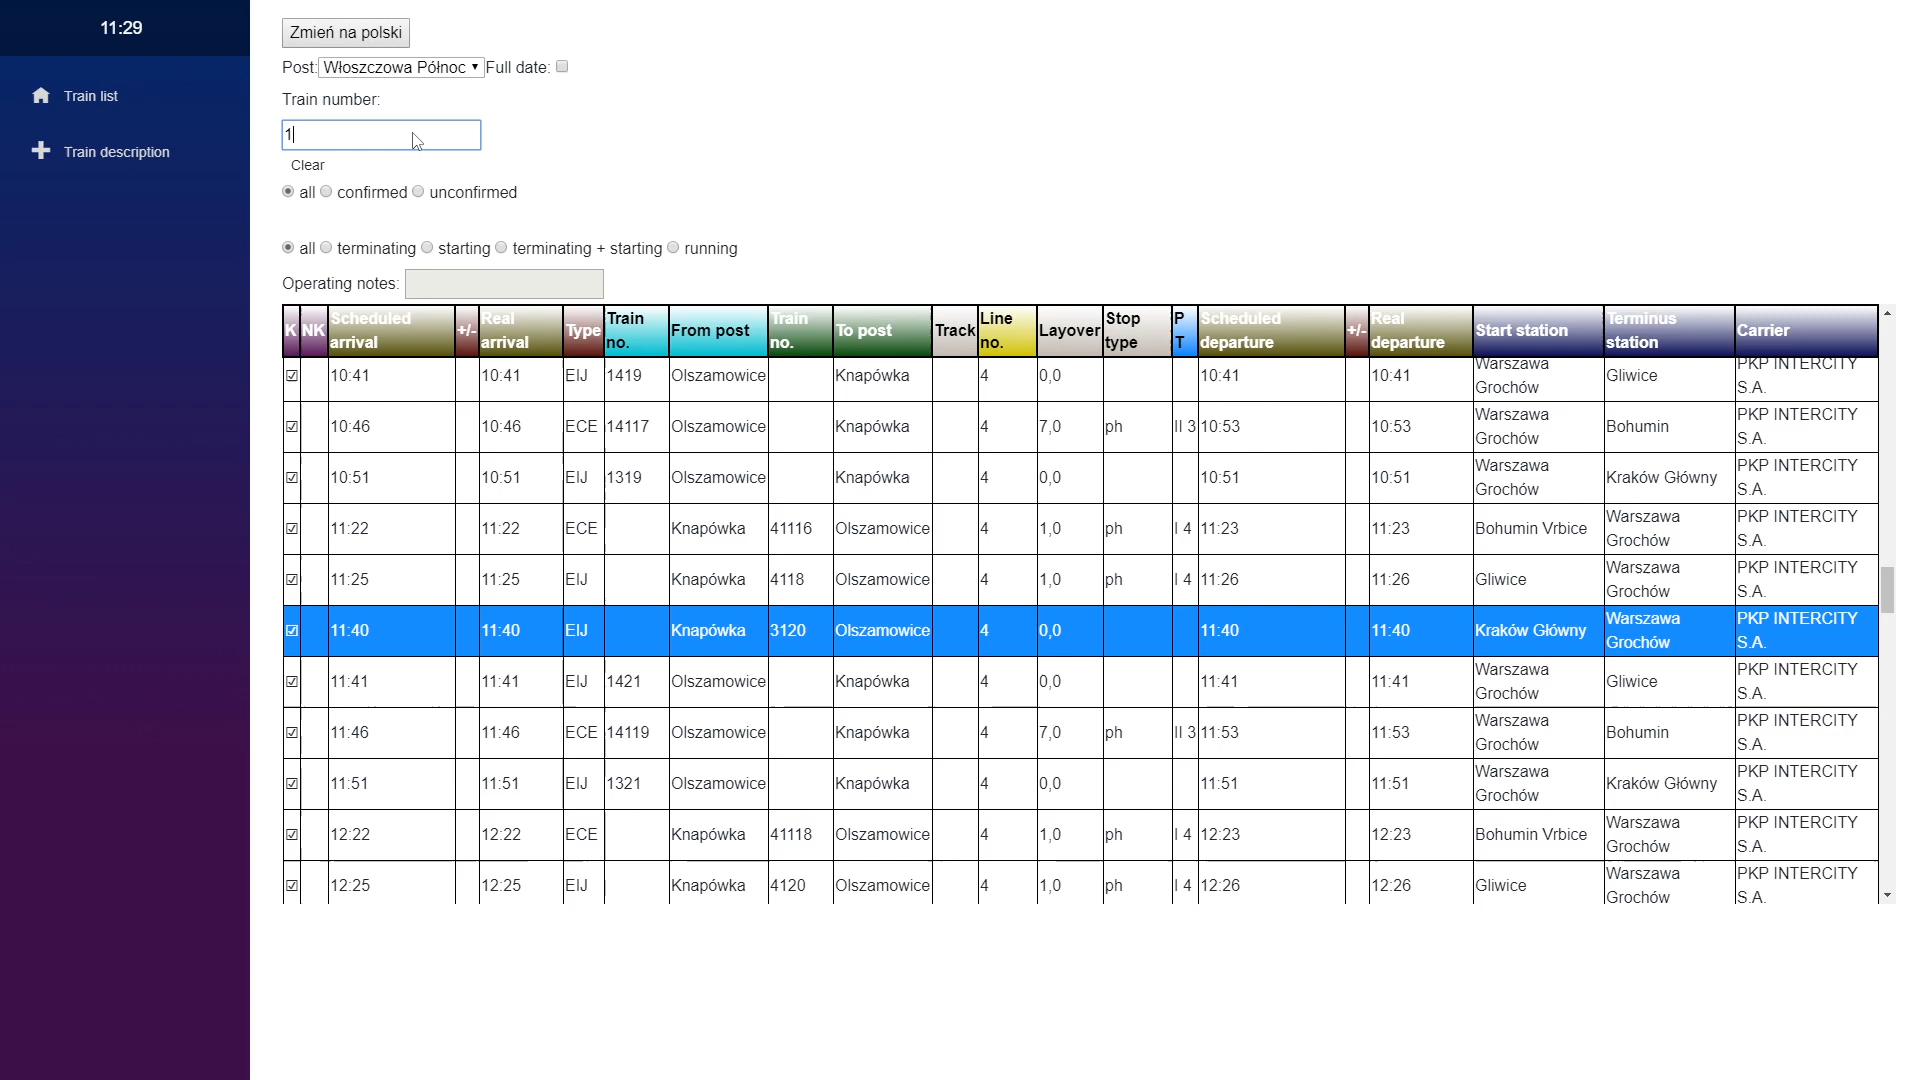 11:29
Train list
Train description
Zmień na polski
Post: Włoszczowa Północ Full date:
Train number:
1
Clear
all confirmed unconfirmed
all terminating starting terminating + starting running
Operating notes:
K NK Scheduled arrival +/- Real arrival Type Train no. From post Train no. To post Track Line no. Layover Stop type P T Scheduled departure +/- Real departure Start station Terminus station Carrier
10:41 10:41 EIJ 1419 Olszamowice Knapówka 4 0,0 10:41 10:41 Warszawa Grochów Gliwice PKP INTERCITY S.A.
10:46 10:46 ECE 14117 Olszamowice Knapówka 4 7,0 ph II 3 10:53 10:53 Warszawa Grochów Bohumin PKP INTERCITY S.A.
10:51 10:51 EIJ 1319 Olszamowice Knapówka 4 0,0 10:51 10:51 Warszawa Grochów Kraków Główny PKP INTERCITY S.A.
11:22 11:22 ECE Knapówka 41116 Olszamowice 4 1,0 ph I 4 11:23 11:23 Bohumin Vrbice Warszawa Grochów PKP INTERCITY S.A.
11:25 11:25 EIJ Knapówka 4118 Olszamowice 4 1,0 ph I 4 11:26 11:26 Gliwice Warszawa Grochów PKP INTERCITY S.A.
11:40 11:40 EIJ Knapówka 3120 Olszamowice 4 0,0 11:40 11:40 Kraków Główny Warszawa Grochów PKP INTERCITY S.A.
11:41 11:41 EIJ 1421 Olszamowice Knapówka 4 0,0 11:41 11:41 Warszawa Grochów Gliwice PKP INTERCITY S.A.
11:46 11:46 ECE 14119 Olszamowice Knapówka 4 7,0 ph II 3 11:53 11:53 Warszawa Grochów Bohumin PKP INTERCITY S.A.
11:51 11:51 EIJ 1321 Olszamowice Knapówka 4 0,0 11:51 11:51 Warszawa Grochów Kraków Główny PKP INTERCITY S.A.
12:22 12:22 ECE Knapówka 41118 Olszamowice 4 1,0 ph I 4 12:23 12:23 Bohumin Vrbice Warszawa Grochów PKP INTERCITY S.A.
12:25 12:25 EIJ Knapówka 4120 Olszamowice 4 1,0 ph I 4 12:26 12:26 Gliwice Warszawa Grochów PKP INTERCITY S.A.